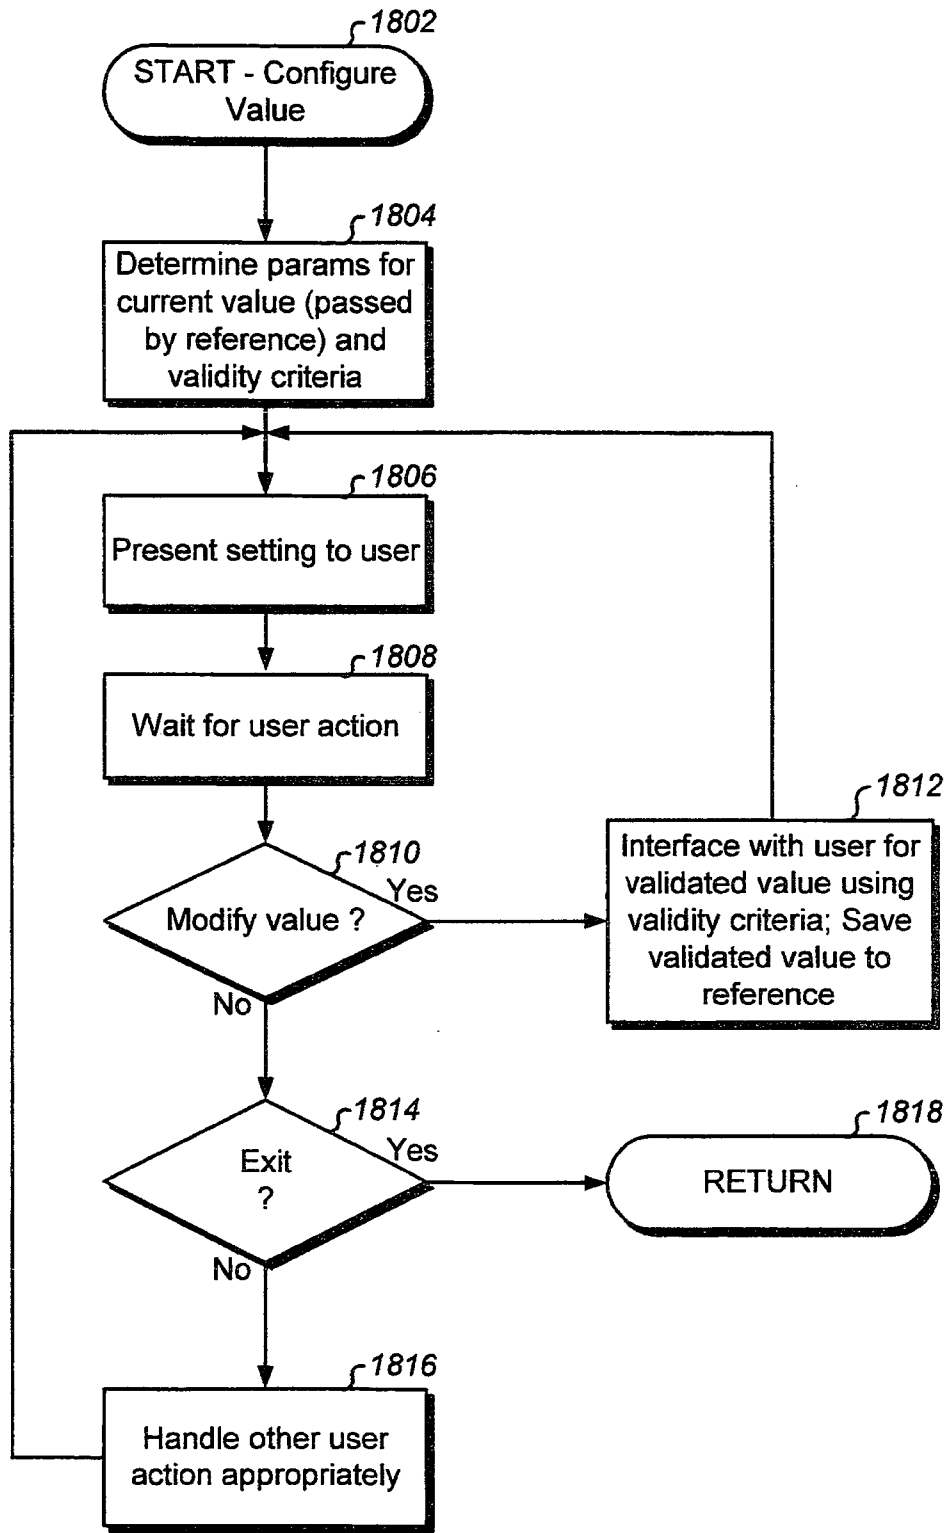 1802
START - Configure
Value
1804
Determine params for
current value (passed
by reference) and
validity criteria
1806
Present setting to user
1808
Wait for user action
1810
Modify value ?
Yes
No
1812
Interface with user for
validated value using
validity criteria; Save
validated value to
reference
1814
Exit
?
Yes
No
1818
RETURN
1816
Handle other user
action appropriately